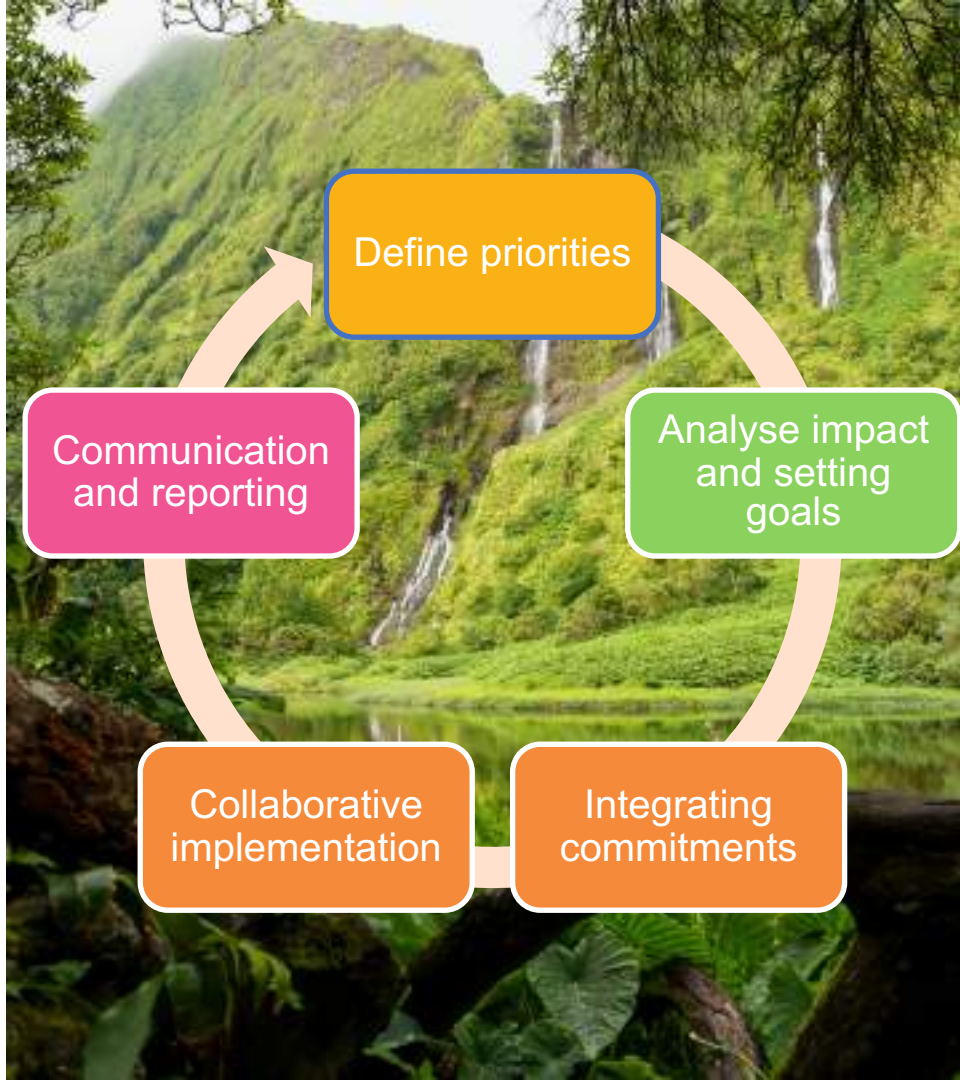 Define priorities
Analyse impact
and setting
goals
Integrating
commitments
Collaborative
implementation
Communication
and reporting